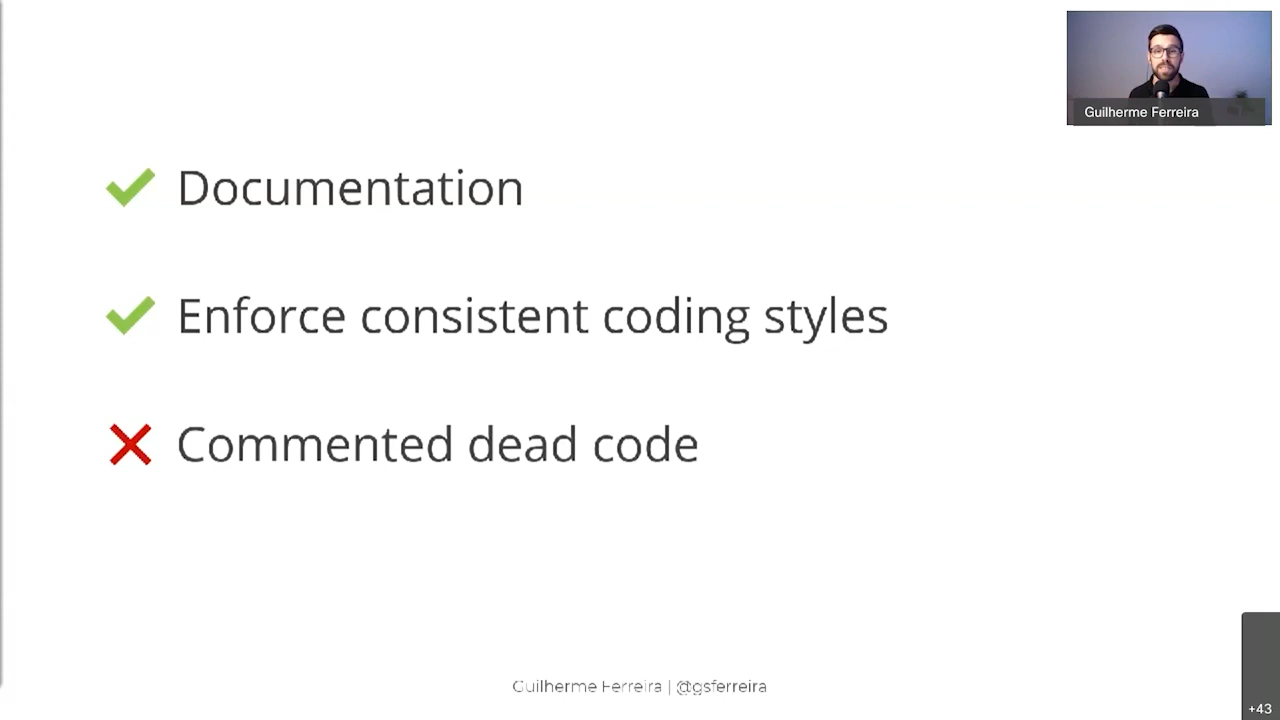 Guilherme Ferreira
Documentation
Enforce consistent coding styles
Commented dead code
Guilherme Ferreira | @gsferreira
+43